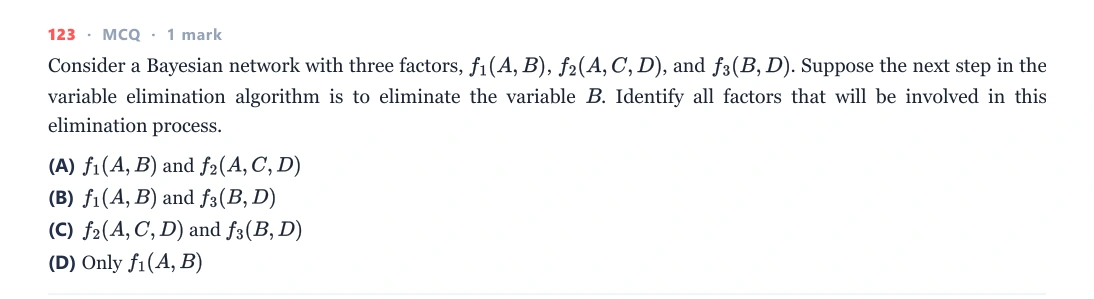 123 · MCQ · 1 mark
Consider a Bayesian network with three factors, f₁(A, B), f₂(A, C, D), and f₃(B, D). Suppose the next step in the
variable elimination algorithm is to eliminate the variable B. Identify all factors that will be involved in this
elimination process.
(A) f₁(A, B) and f₂(A, C, D)
(B) f₁(A, B) and f₃(B, D)
(C) f₂(A, C, D) and f₃(B, D)
(D) Only f₁(A, B)